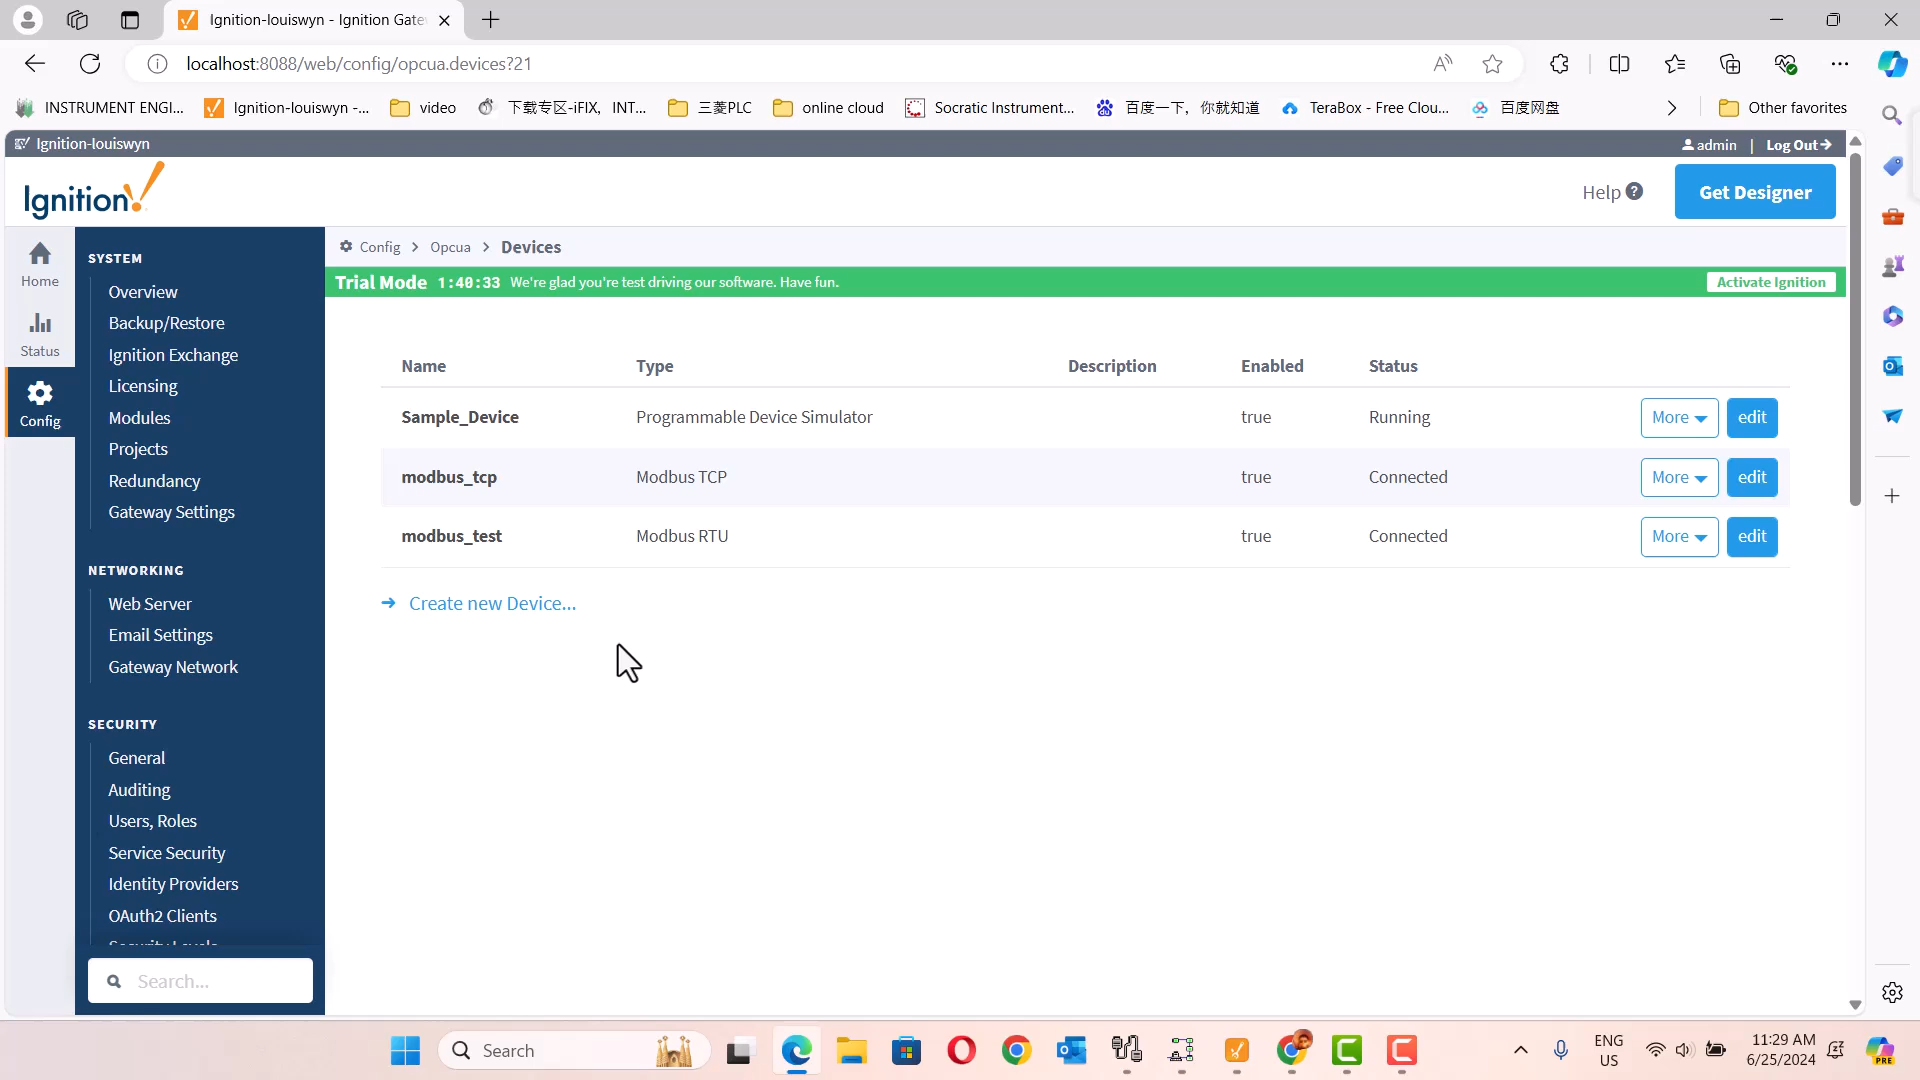 Ignition-louiswyn - Ignition Gate
localhost:8088/web/config/opcua.devices?21
INSTRUMENT ENGI...
Ignition-louiswyn -...
video
下载专区-iFIX，INT...
三菱PLC
online cloud
Socratic Instrument...
百度一下，你就知道
TeraBox - Free Clou...
百度网盘
Other favorites
Ignition-louiswyn
admin | Log Out
Ignition!
Help ?
Get Designer
Home
Status
Config
SYSTEM
Overview
Backup/Restore
Ignition Exchange
Licensing
Modules
Projects
Redundancy
Gateway Settings
NETWORKING
Web Server
Email Settings
Gateway Network
SECURITY
General
Auditing
Users, Roles
Service Security
Identity Providers
OAuth2 Clients
Security Levels
Search...
Config > Opcua > Devices
Trial Mode 1:40:33 We're glad you're test driving our software. Have fun.
Activate Ignition
Name Type Description Enabled Status
Sample_Device Programmable Device Simulator true Running More edit
modbus_tcp Modbus TCP true Connected More edit
modbus_test Modbus RTU true Connected More edit
Create new Device...
Search
ENG
US
11:29 AM
6/25/2024
PRE